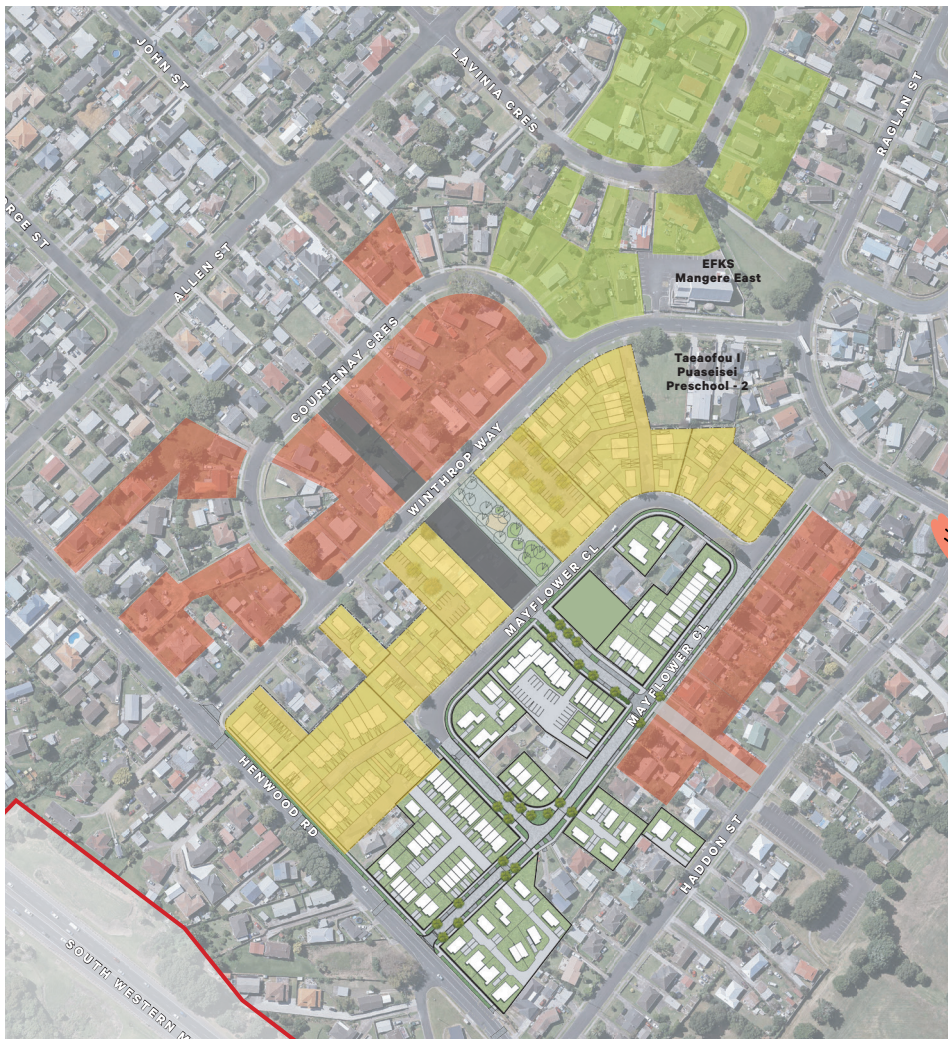 JOHN ST
LAVINIA CRES
RAGLAN ST
ORGE ST
ALLEN ST
EFKS
Mangere East
COURTENAY CRES
Taeaofou I
Puaseisei
Preschool - 2
WINTHROP WAY
MAYFLOWER CL
MAYFLOWER CL
HENWOOD RD
HADDON ST
SOUTH WESTERN M